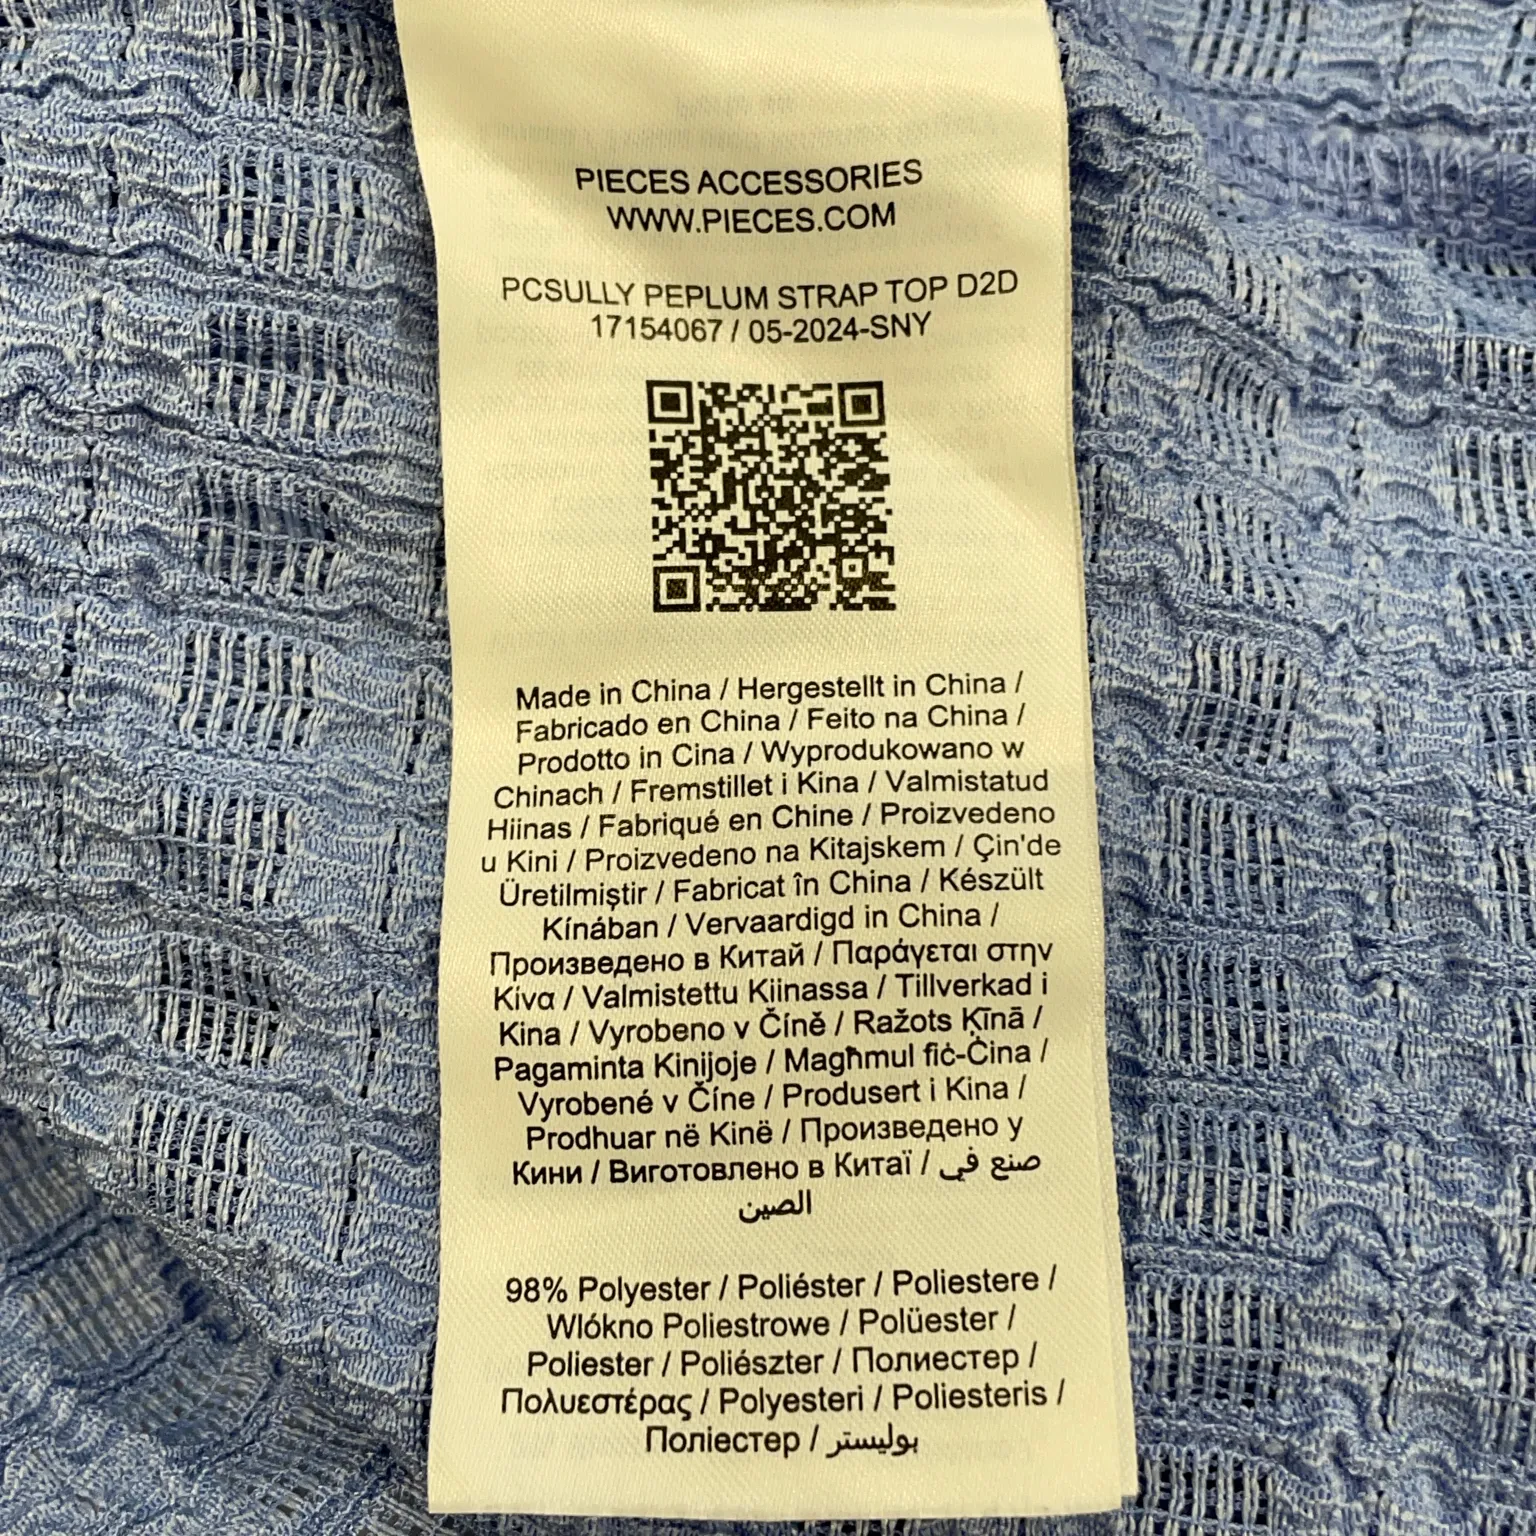 PIECES ACCESSORIES
WWW.PIECES.COM
PCSULLY PEPLUM STRAP TOP D2D
17154067 / 05-2024-SNY
Made in China / Hergestellt in China /
Fabricado en China / Feito na China /
Prodotto in Cina / Wyprodukowano w
Chinach / Fremstillet i Kina / Valmistatud
Hiinas / Fabriqué en Chine / Proizvedeno
u Kini / Proizvedeno na Kitajskem / Çin'de
Üretilmiştir / Fabricat în China / Készült
Kínában / Vervaardigd in China /
Произведено в Китай / Παράγεται στην
Κίνα / Valmistettu Kiinassa / Tillverkad i
Kina / Vyrobeno v Číně / Ražots Ķīnā /
Pagaminta Kinijoje / Magħmul fiċ-Ċina /
Vyrobené v Číne / Produsert i Kina /
Prodhuar në Kinë / Произведено у
Кини / Виготовлено в Китаї / صنع في
الصين
98% Polyester / Poliéster / Poliestere /
Wlókno Poliestrowe / Polüester /
Poliester / Poliészter / Полиестер /
Πολυεστέρας / Polyesteri / Poliesteris /
Поліестер / بوليستر